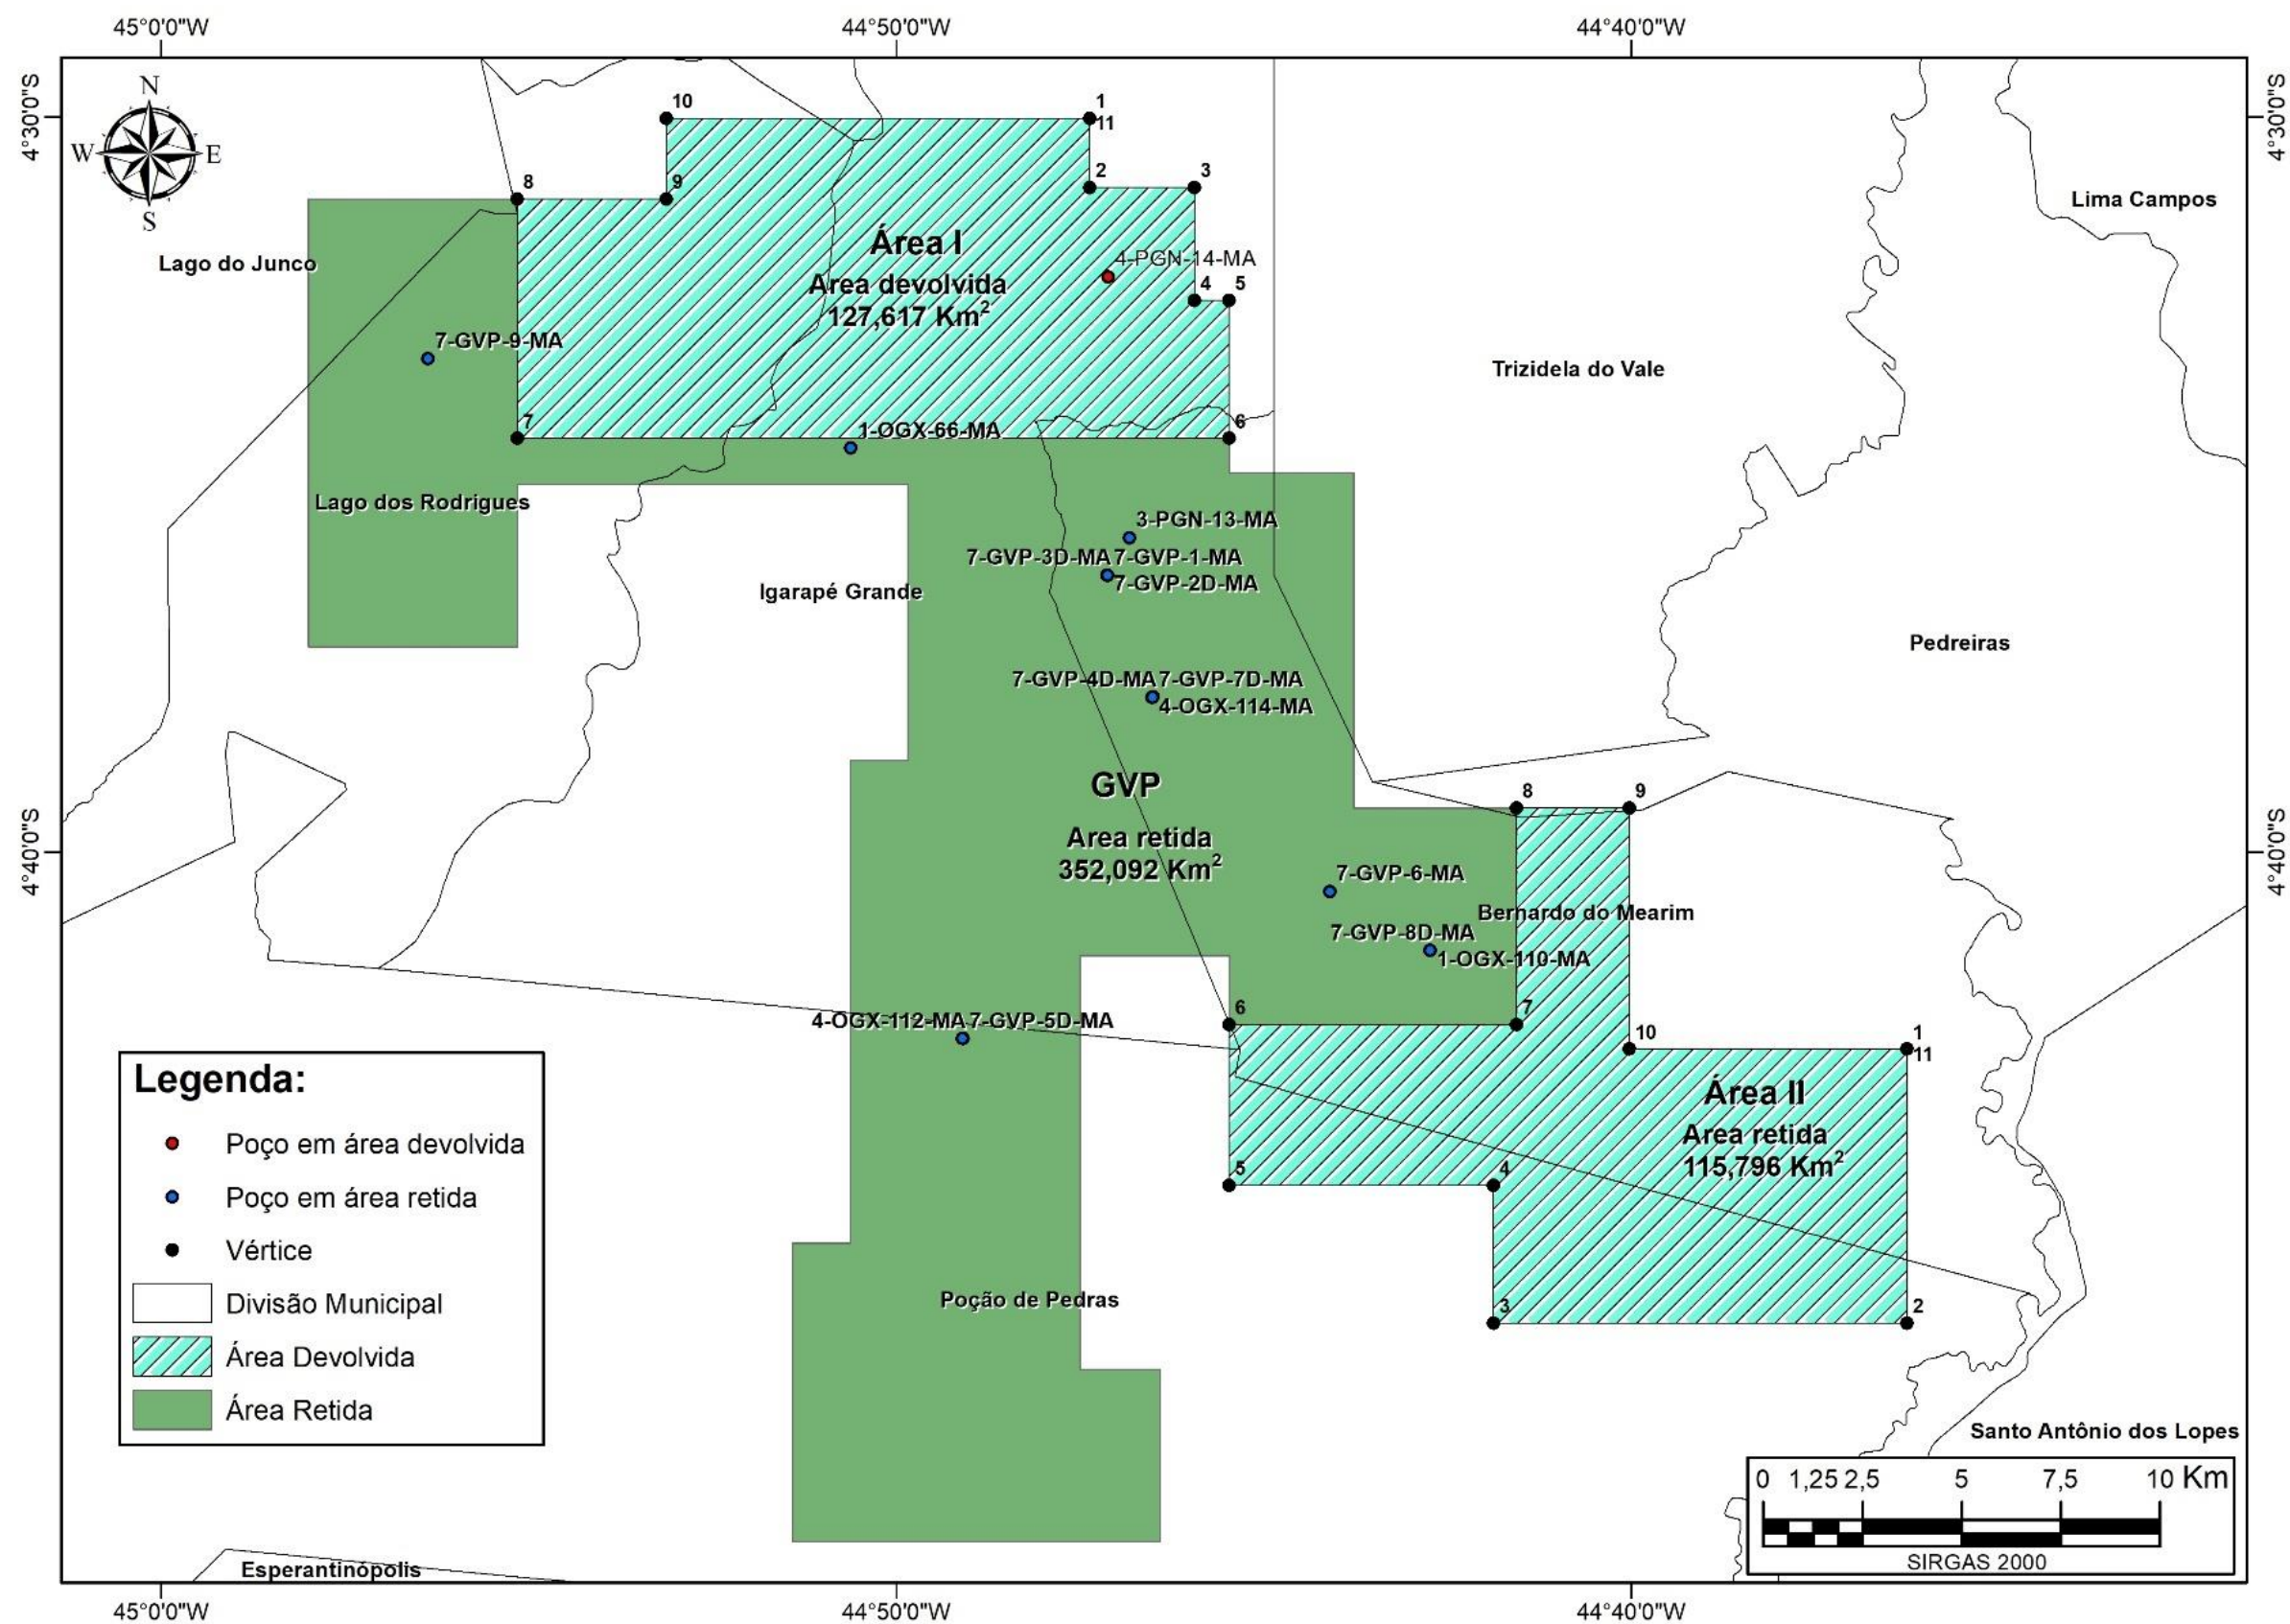 45°0'0"W
44°50'0"W
44°40'0"W
4°30'0"S
4°30'0"S
N
W
E
S
10
1
11
2
3
8
9
Lima Campos
Área I
4-PGN-14-MA
Lago do Junco
Area devolvida
4
5
127,617 Km²
7-GVP-9-MA
Trizidela do Vale
7
6
1-OGX-66-MA
Lago dos Rodrigues
3-PGN-13-MA
7-GVP-3D-MA
7-GVP-1-MA
7-GVP-2D-MA
Igarapé Grande
Pedreiras
7-GVP-4D-MA
7-GVP-7D-MA
4-OGX-114-MA
GVP
8
9
Area retida
352,092 Km²
4°40'0"S
4°40'0"S
7-GVP-6-MA
Bernardo do Mearim
7-GVP-8D-MA
1-OGX-110-MA
6
7
4-OGX-112-MA
7-GVP-5D-MA
10
1
11
Área II
Area retida
115,796 Km²
5
4
3
2
Poção de Pedras
Legenda:
Poço em área devolvida
Poço em área retida
Vértice
Divisão Municipal
Área Devolvida
Área Retida
Santo Antônio dos Lopes
0 1,25 2,5 5 7,5 10 Km
SIRGAS 2000
Esperantinópolis
45°0'0"W
44°50'0"W
44°40'0"W